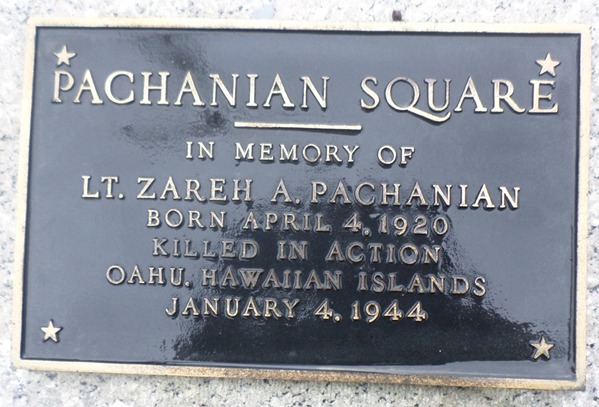 PACHANIAN SQUARE
IN MEMORY OF
LT. ZAREH A. PACHANIAN
BORN APRIL 4, 1920
KILLED IN ACTION
OAHU, HAWAIIAN ISLANDS
JANUARY 4, 1944